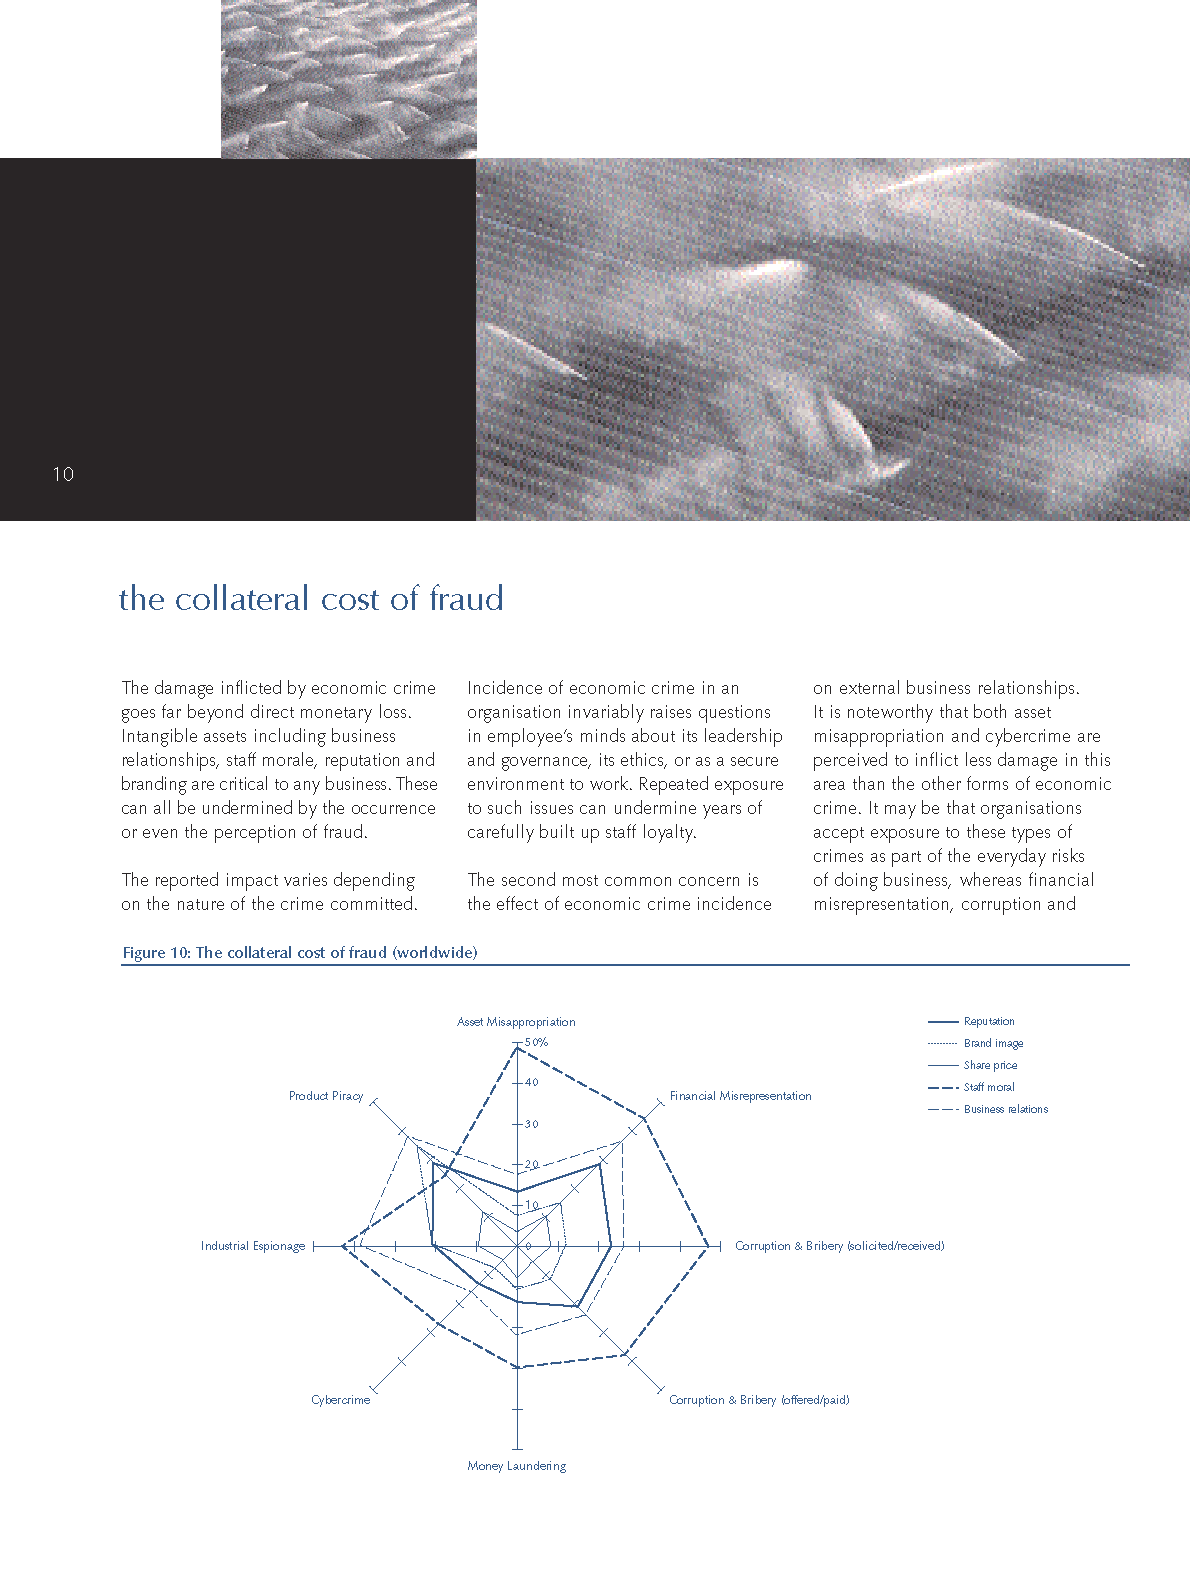 10
the collateral cost of fraud
The damage inflicted by economic crime
goes far beyond direct monetary loss.
Intangible assets including business
relationships, staff morale, reputation and
branding are critical to any business. These
can all be undermined by the occurrence
or even the perception of fraud.
The reported impact varies depending
on the nature of the crime committed.
Incidence of economic crime in an
organisation invariably raises questions
in employee's minds about its leadership
and governance, its ethics, or as a secure
environment to work. Repeated exposure
to such issues can undermine years of
carefully built up staff loyalty.
The second most common concern is
the effect of economic crime incidence
on external business relationships.
It is noteworthy that both asset
misappropriation and cybercrime are
perceived to inflict less damage in this
area than the other forms of economic
crime. It may be that organisations
accept exposure to these types of
crimes as part of the everyday risks
of doing business, whereas financial
misrepresentation, corruption and
Figure 10: The collateral cost of fraud (worldwide)
Asset Misappropriation
50%
40
30
20
10
0
Product Piracy
Financial Misrepresentation
Industrial Espionage
Corruption & Bribery (solicited/received)
Cybercrime
Corruption & Bribery (offered/paid)
Money Laundering
Reputation
Brand image
Share price
Staff moral
Business relations